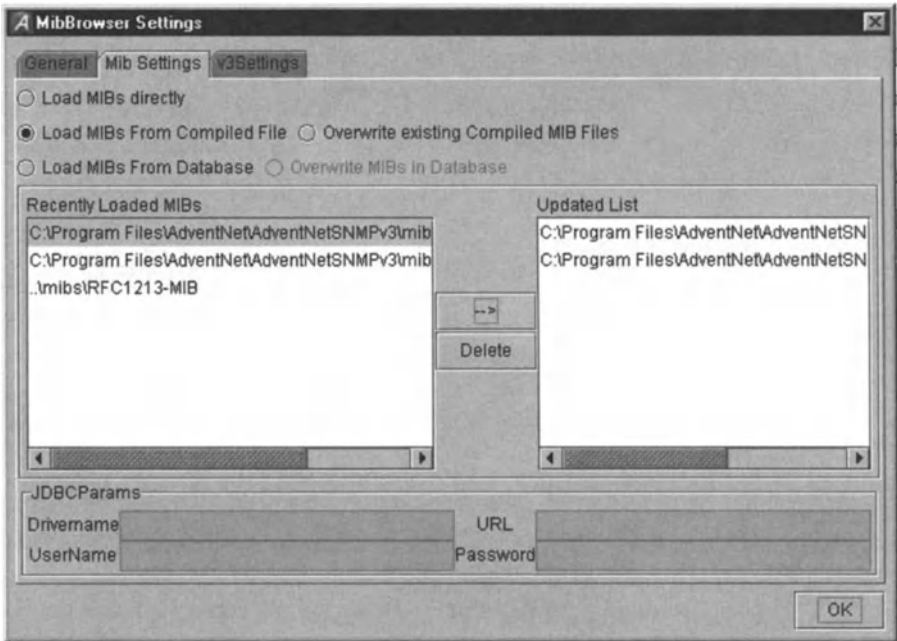 MibBrowser Settings
General Mib Settings v3Settings
Load MIBs directly
Load MIBs From Compiled File Overwrite existing Compiled MIB Files
Load MIBs From Database Overwrite MIBs in Database
Recently Loaded MIBs Updated List
C:\Program Files\AdventNet\AdventNetSNMPv3\mib C:\Program Files\AdventNet\AdventNetSN
C:\Program Files\AdventNet\AdventNetSNMPv3\mib C:\Program Files\AdventNet\AdventNetSN
..\mibs\RFC1213-MIB
-->
Delete
JDBCParams
Drivername URL
UserName Password
OK